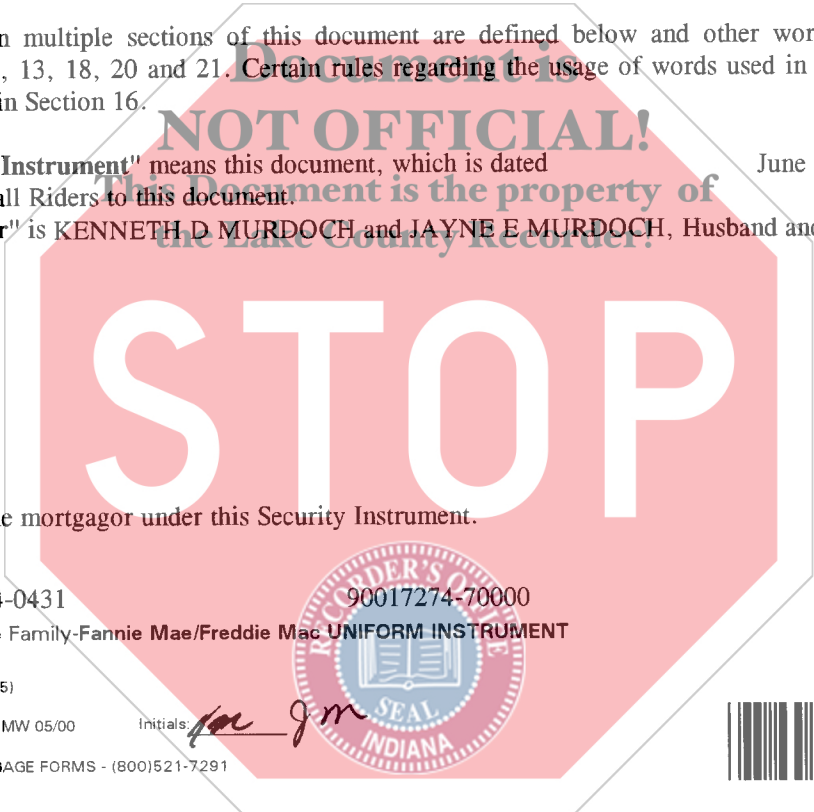 n multiple sections of this document are defined below and other wor
, 13, 18, 20 and 21. Certain rules regarding the usage of words used in
in Section 16.
Document is
NOT OFFICIAL!
This Document is the property of
the Lake County Recorder!
Instrument" means this document, which is dated June
all Riders to this document.
r" is KENNETH D MURDOCH and JAYNE E MURDOCH, Husband and
STOP
e mortgagor under this Security Instrument.
-0431 90017274-70000
Family-Fannie Mae/Freddie Mac UNIFORM INSTRUMENT
5)
MW 05/00 Initials: JM
AGE FORMS - (800)521-7291
RECORDER'S OFFICE
SEAL
INDIANA